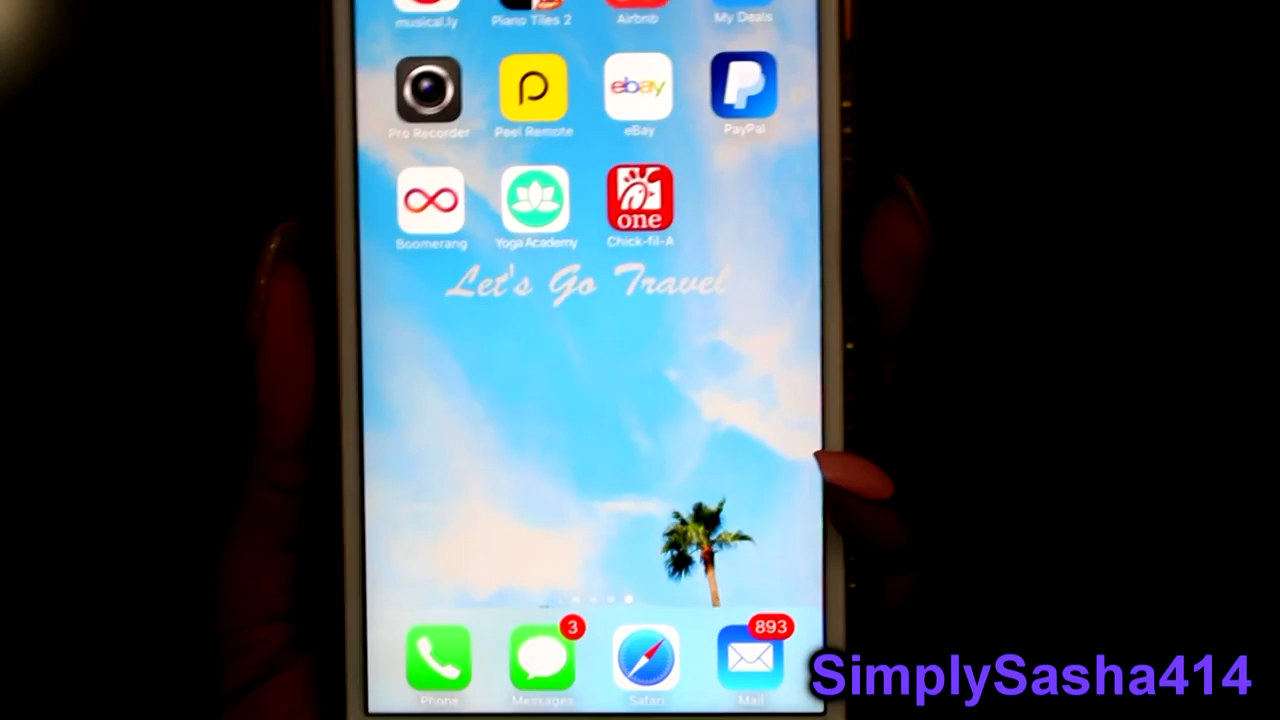 musical.ly Piano Tiles 2 Airbnb My Deals
ebay
Pro Recorder Peel Remote eBay PayPal
one
Boomerang Yoga Academy Chick-fil-A
Let's Go Travel
3 893
Phone Messages Safari Mail
SimplySasha414